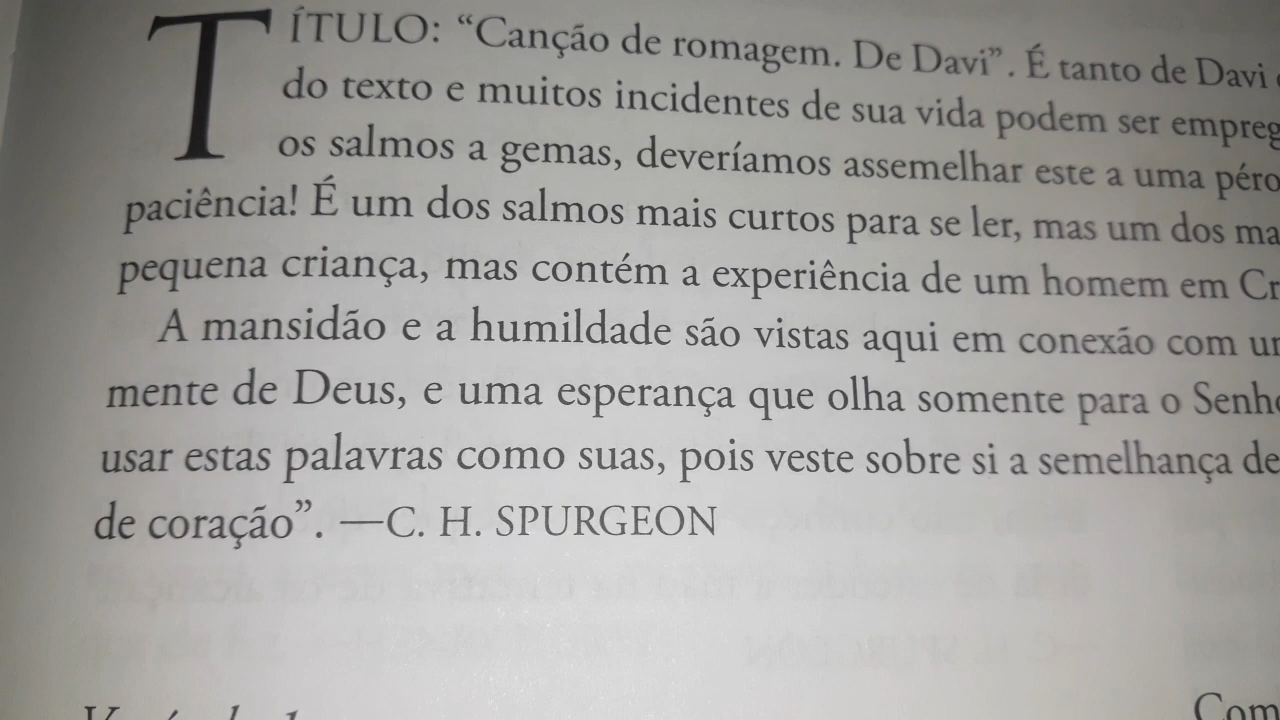 TÍTULO: “Canção de romagem. De Davi”. É tanto de Davi
do texto e muitos incidentes de sua vida podem ser empreg
os salmos a gemas, deveríamos assemelhar este a uma péro
paciência! É um dos salmos mais curtos para se ler, mas um dos ma
pequena criança, mas contém a experiência de um homem em Cr
A mansidão e a humildade são vistas aqui em conexão com um
mente de Deus, e uma esperança que olha somente para o Senho
usar estas palavras como suas, pois veste sobre si a semelhança de
de coração”. —C. H. SPURGEON
Com